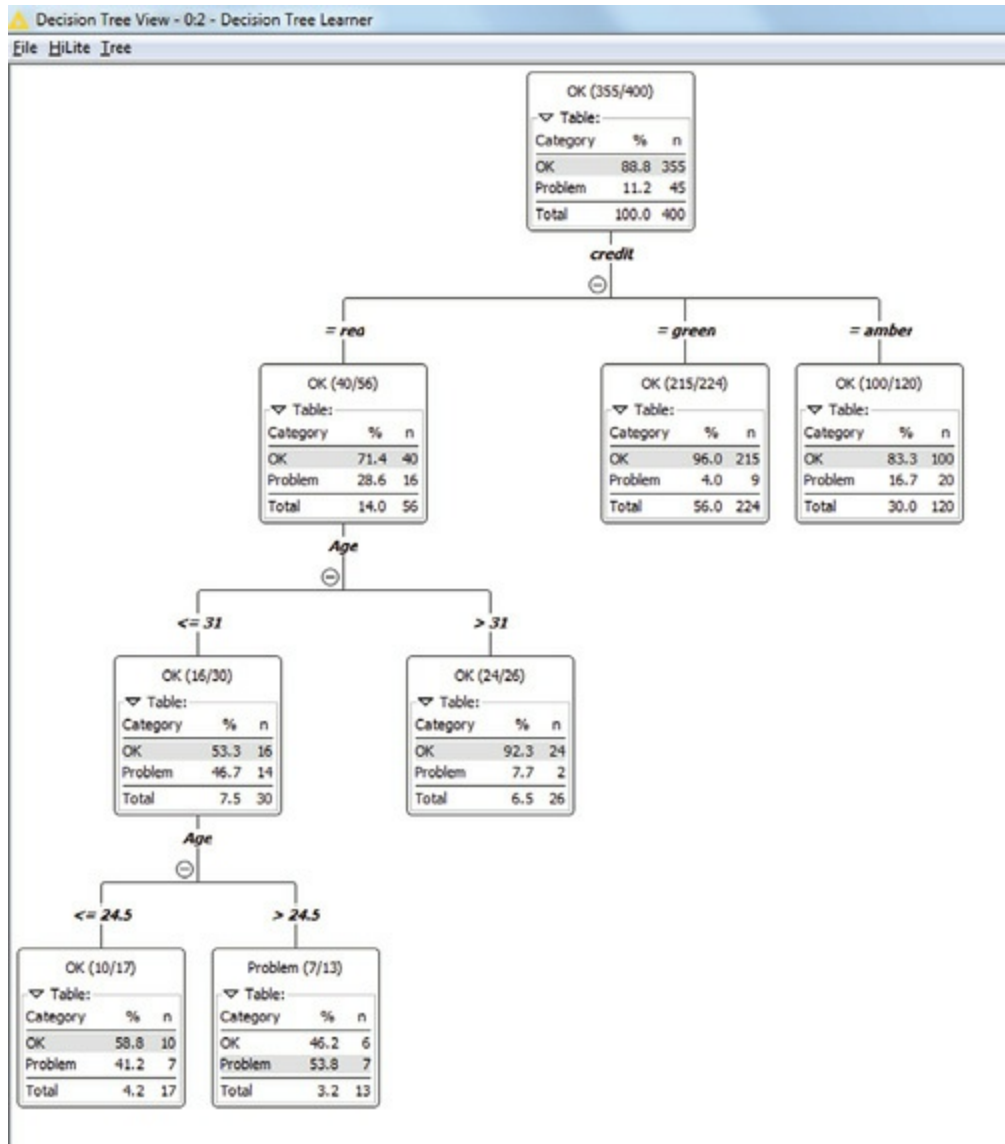 Decision Tree View - 0:2 - Decision Tree Learner
File HiLite Tree
OK (355/400)
Table:
Category % n
OK 88.8 355
Problem 11.2 45
Total 100.0 400
credit
= red
= green
= amber
OK (40/56)
Table:
Category % n
OK 71.4 40
Problem 28.6 16
Total 14.0 56
OK (215/224)
Table:
Category % n
OK 96.0 215
Problem 4.0 9
Total 56.0 224
OK (100/120)
Table:
Category % n
OK 83.3 100
Problem 16.7 20
Total 30.0 120
Age
<= 31
> 31
OK (16/30)
Table:
Category % n
OK 53.3 16
Problem 46.7 14
Total 7.5 30
OK (24/26)
Table:
Category % n
OK 92.3 24
Problem 7.7 2
Total 6.5 26
Age
<= 24.5
> 24.5
OK (10/17)
Table:
Category % n
OK 58.8 10
Problem 41.2 7
Total 4.2 17
Problem (7/13)
Table:
Category % n
OK 46.2 6
Problem 53.8 7
Total 3.2 13